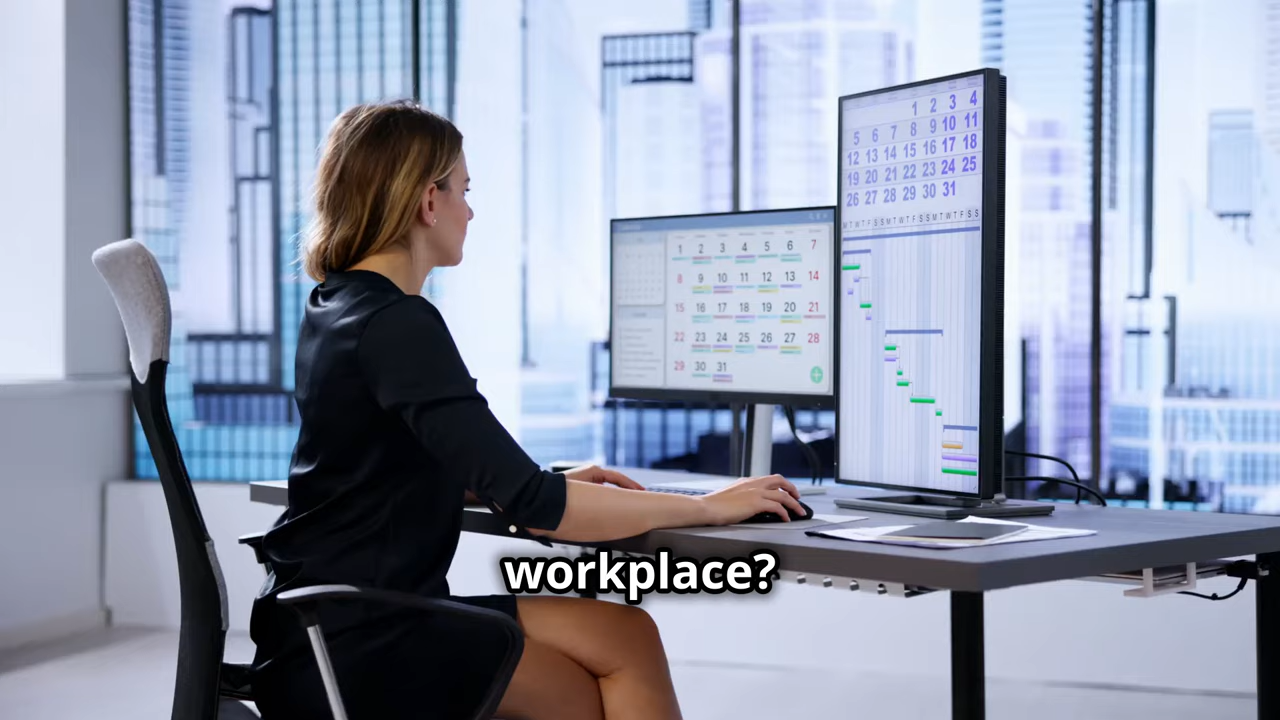 1 2 3 4 5 6 7
8 9 10 11 12 13 14
15 16 17 18 19 20 21
22 23 24 25 26 27 28
29 30 31
1 2 3 4
5 6 7 8 9 10 11
12 13 14 15 16 17 18
19 20 21 22 23 24 25
26 27 28 29 30 31
M T W T F S S M T W T F S S M T W T F S S
workplace?